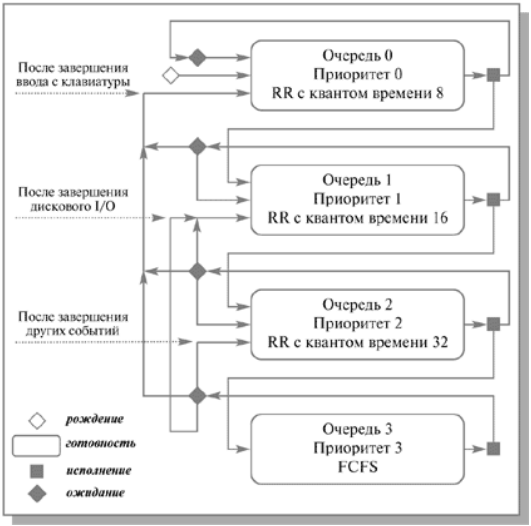 Очередь 0
Приоритет 0
RR с квантом времени 8
После завершения
ввода с клавиатуры
Очередь 1
Приоритет 1
RR с квантом времени 16
После завершения
дискового I/O
Очередь 2
Приоритет 2
RR с квантом времени 32
После завершения
других событий
Очередь 3
Приоритет 3
FCFS
рождение
готовность
исполнение
ожидание